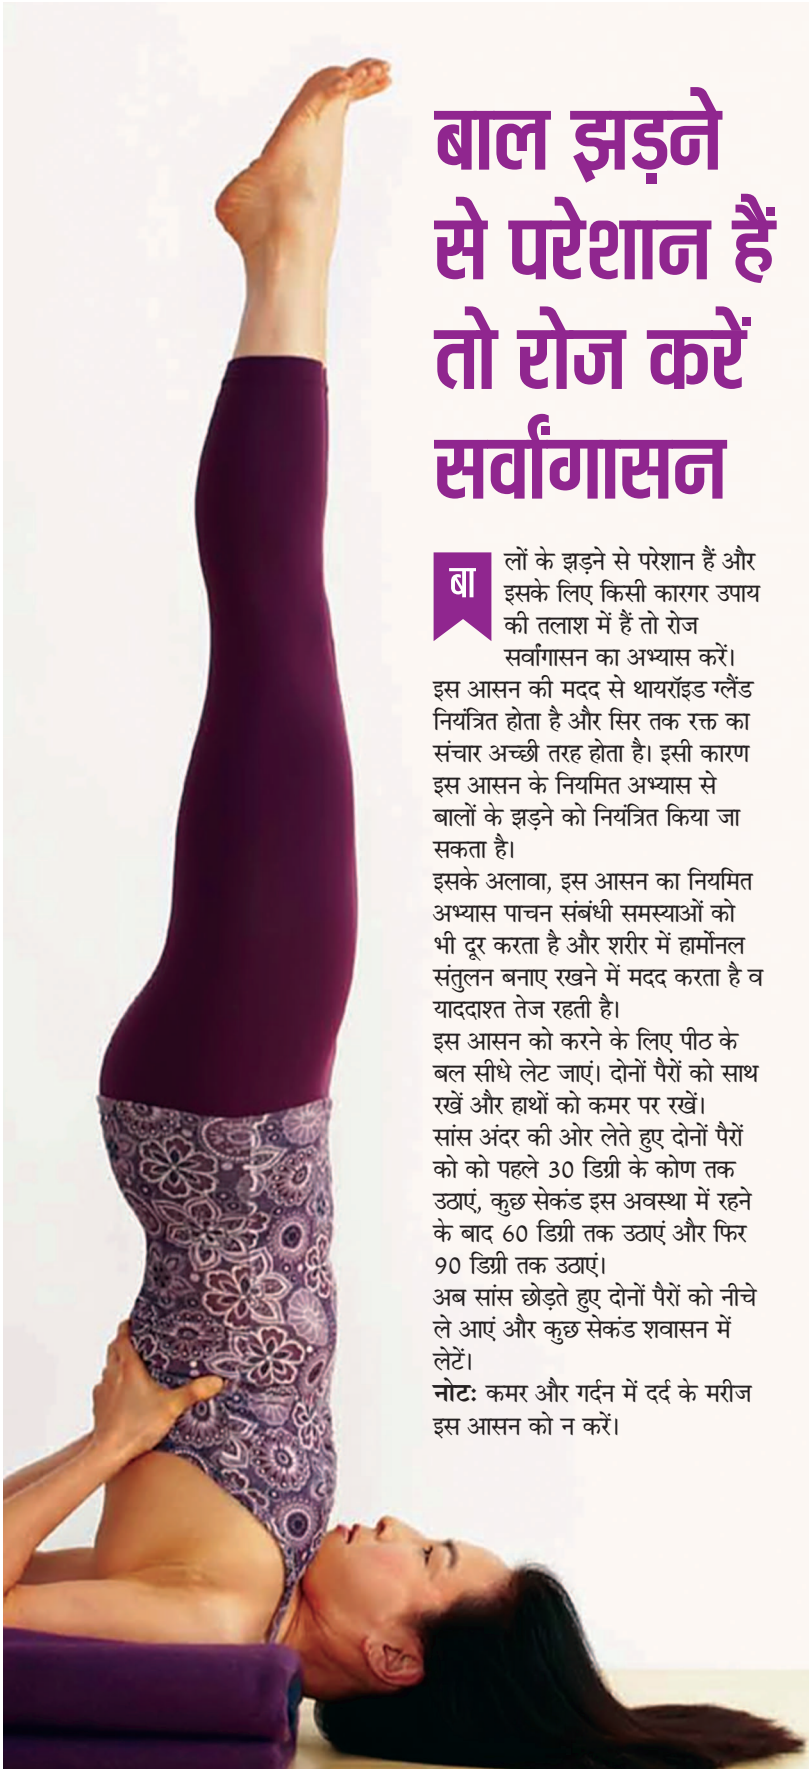 बाल झड़ने
से परेशान हैं
तो रोज करें
सर्वांगासन
बालों के झड़ने से परेशान हैं और
इसके लिए किसी कारगर उपाय
की तलाश में हैं तो रोज
सर्वांगासन का अभ्यास करें।
इस आसन की मदद से थायरॉइड ग्लैंड
नियंत्रित होता है और सिर तक रक्त का
संचार अच्छी तरह होता है। इसी कारण
इस आसन के नियमित अभ्यास से
बालों के झड़ने को नियंत्रित किया जा
सकता है।
इसके अलावा, इस आसन का नियमित
अभ्यास पाचन संबंधी समस्याओं को
भी दूर करता है और शरीर में हार्मोनल
संतुलन बनाए रखने में मदद करता है व
याददाश्त तेज रहती है।
इस आसन को करने के लिए पीठ के
बल सीधे लेट जाएं। दोनों पैरों को साथ
रखें और हाथों को कमर पर रखें।
सांस अंदर की ओर लेते हुए दोनों पैरों
को को पहले 30 डिग्री के कोण तक
उठाएं, कुछ सेकंड इस अवस्था में रहने
के बाद 60 डिग्री तक उठाएं और फिर
90 डिग्री तक उठाएं।
अब सांस छोड़ते हुए दोनों पैरों को नीचे
ले आएं और कुछ सेकंड शवासन में
लेटें।
नोटः कमर और गर्दन में दर्द के मरीज
इस आसन को न करें।